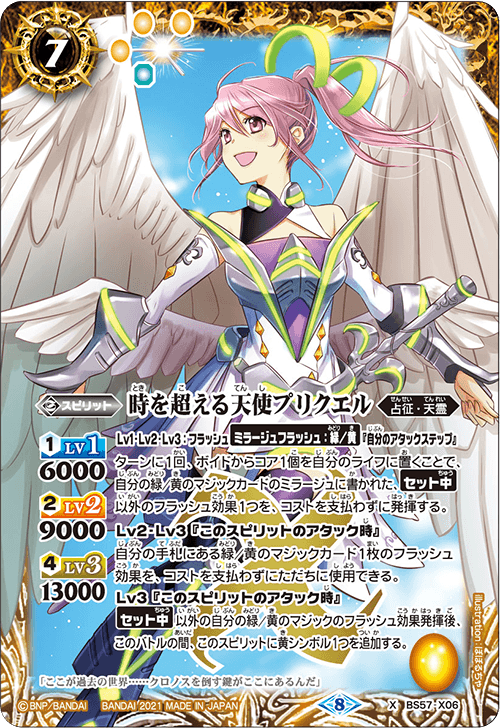 7
スピリット
時を超える天使プリクエル
占征・天霊
1 LV1
6000
2 LV2
9000
4 LV3
13000
Lv1・Lv2・Lv3:フラッシュ ミラージュフラッシュ:緑/黄 『自分のアタックステップ』
ターンに1回、ボイドからコア1個を自分のライフに置くことで、
自分の緑/黄のマジックカードのミラージュに書かれた、セット中
以外のフラッシュ効果1つを、コストを支払わずに発揮する。
Lv2・Lv3『このスピリットのアタック時』
自分の手札にある緑/黄のマジックカード1枚のフラッシュ
効果を、コストを支払わずにただちに使用できる。
Lv3『このスピリットのアタック時』
セット中 以外の自分の緑/黄のマジックのフラッシュ効果発揮後、
このバトルの間、このスピリットに黄シンボル1つを追加する。
「ここが過去の世界……クロノスを倒す鍵がここにあるんだ」
illustration ぽぽるちゃ
©BNP/BANDAI BANDAI 2021 MADE IN JAPAN
8
X BS57-X06